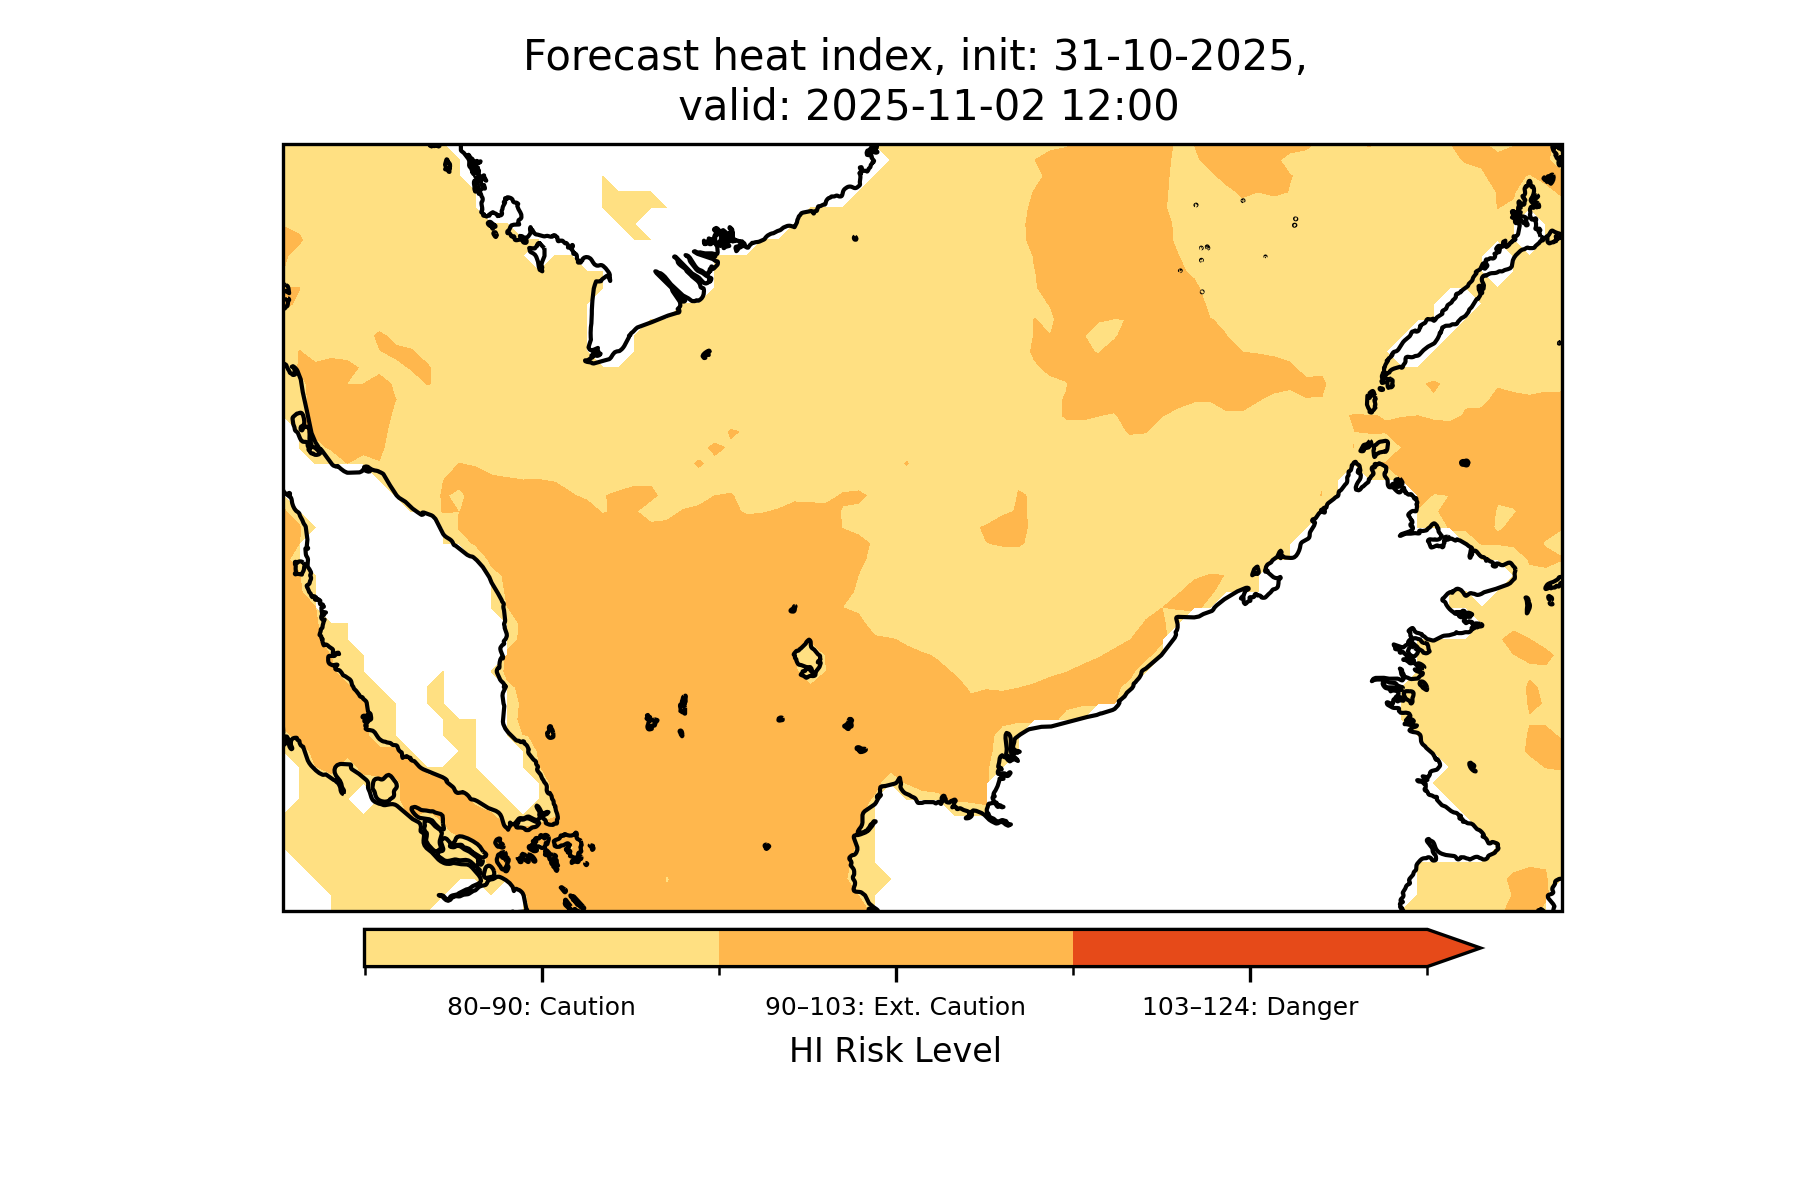 Forecast heat index, init: 31-10-2025,
valid: 2025-11-02 12:00
80–90: Caution
90–103: Ext. Caution
103–124: Danger
HI Risk Level